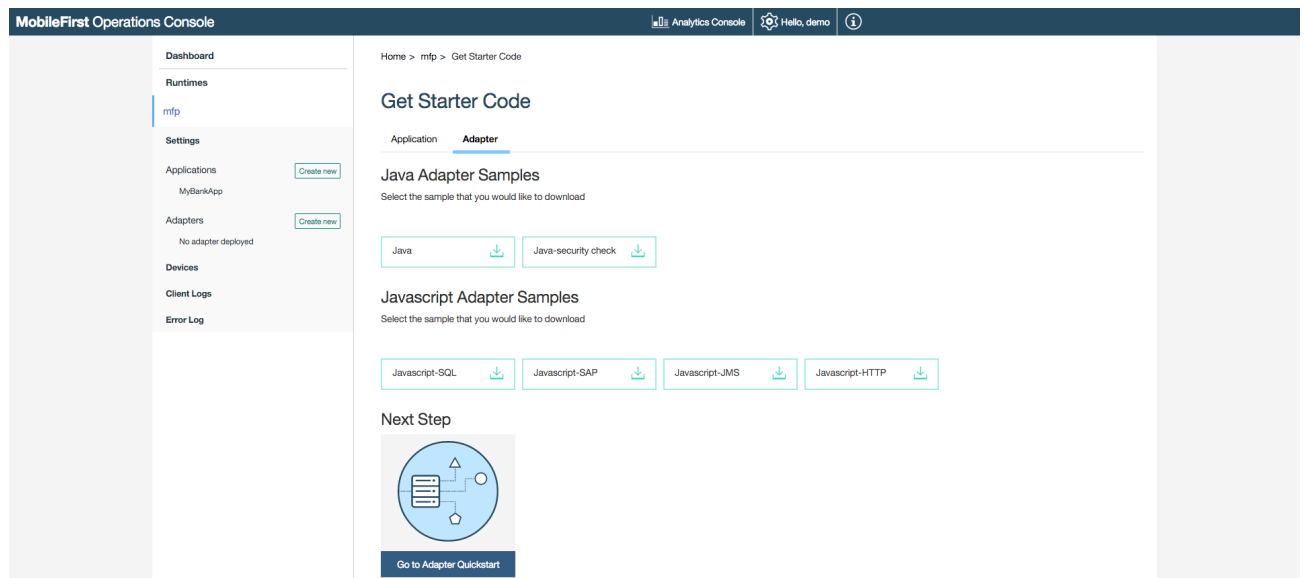 MobileFirst Operations Console
Analytics Console
Hello, demo
Dashboard
Runtimes
mfp
Settings
Applications
Create new
MyBankApp
Adapters
Create new
No adapter deployed
Devices
Client Logs
Error Log
Home > mfp > Get Starter Code
Get Starter Code
Application
Adapter
Java Adapter Samples
Select the sample that you would like to download
Java
Java-security check
Javascript Adapter Samples
Select the sample that you would like to download
Javascript-SQL
Javascript-SAP
Javascript-JMS
Javascript-HTTP
Next Step
Go to Adapter Quickstart